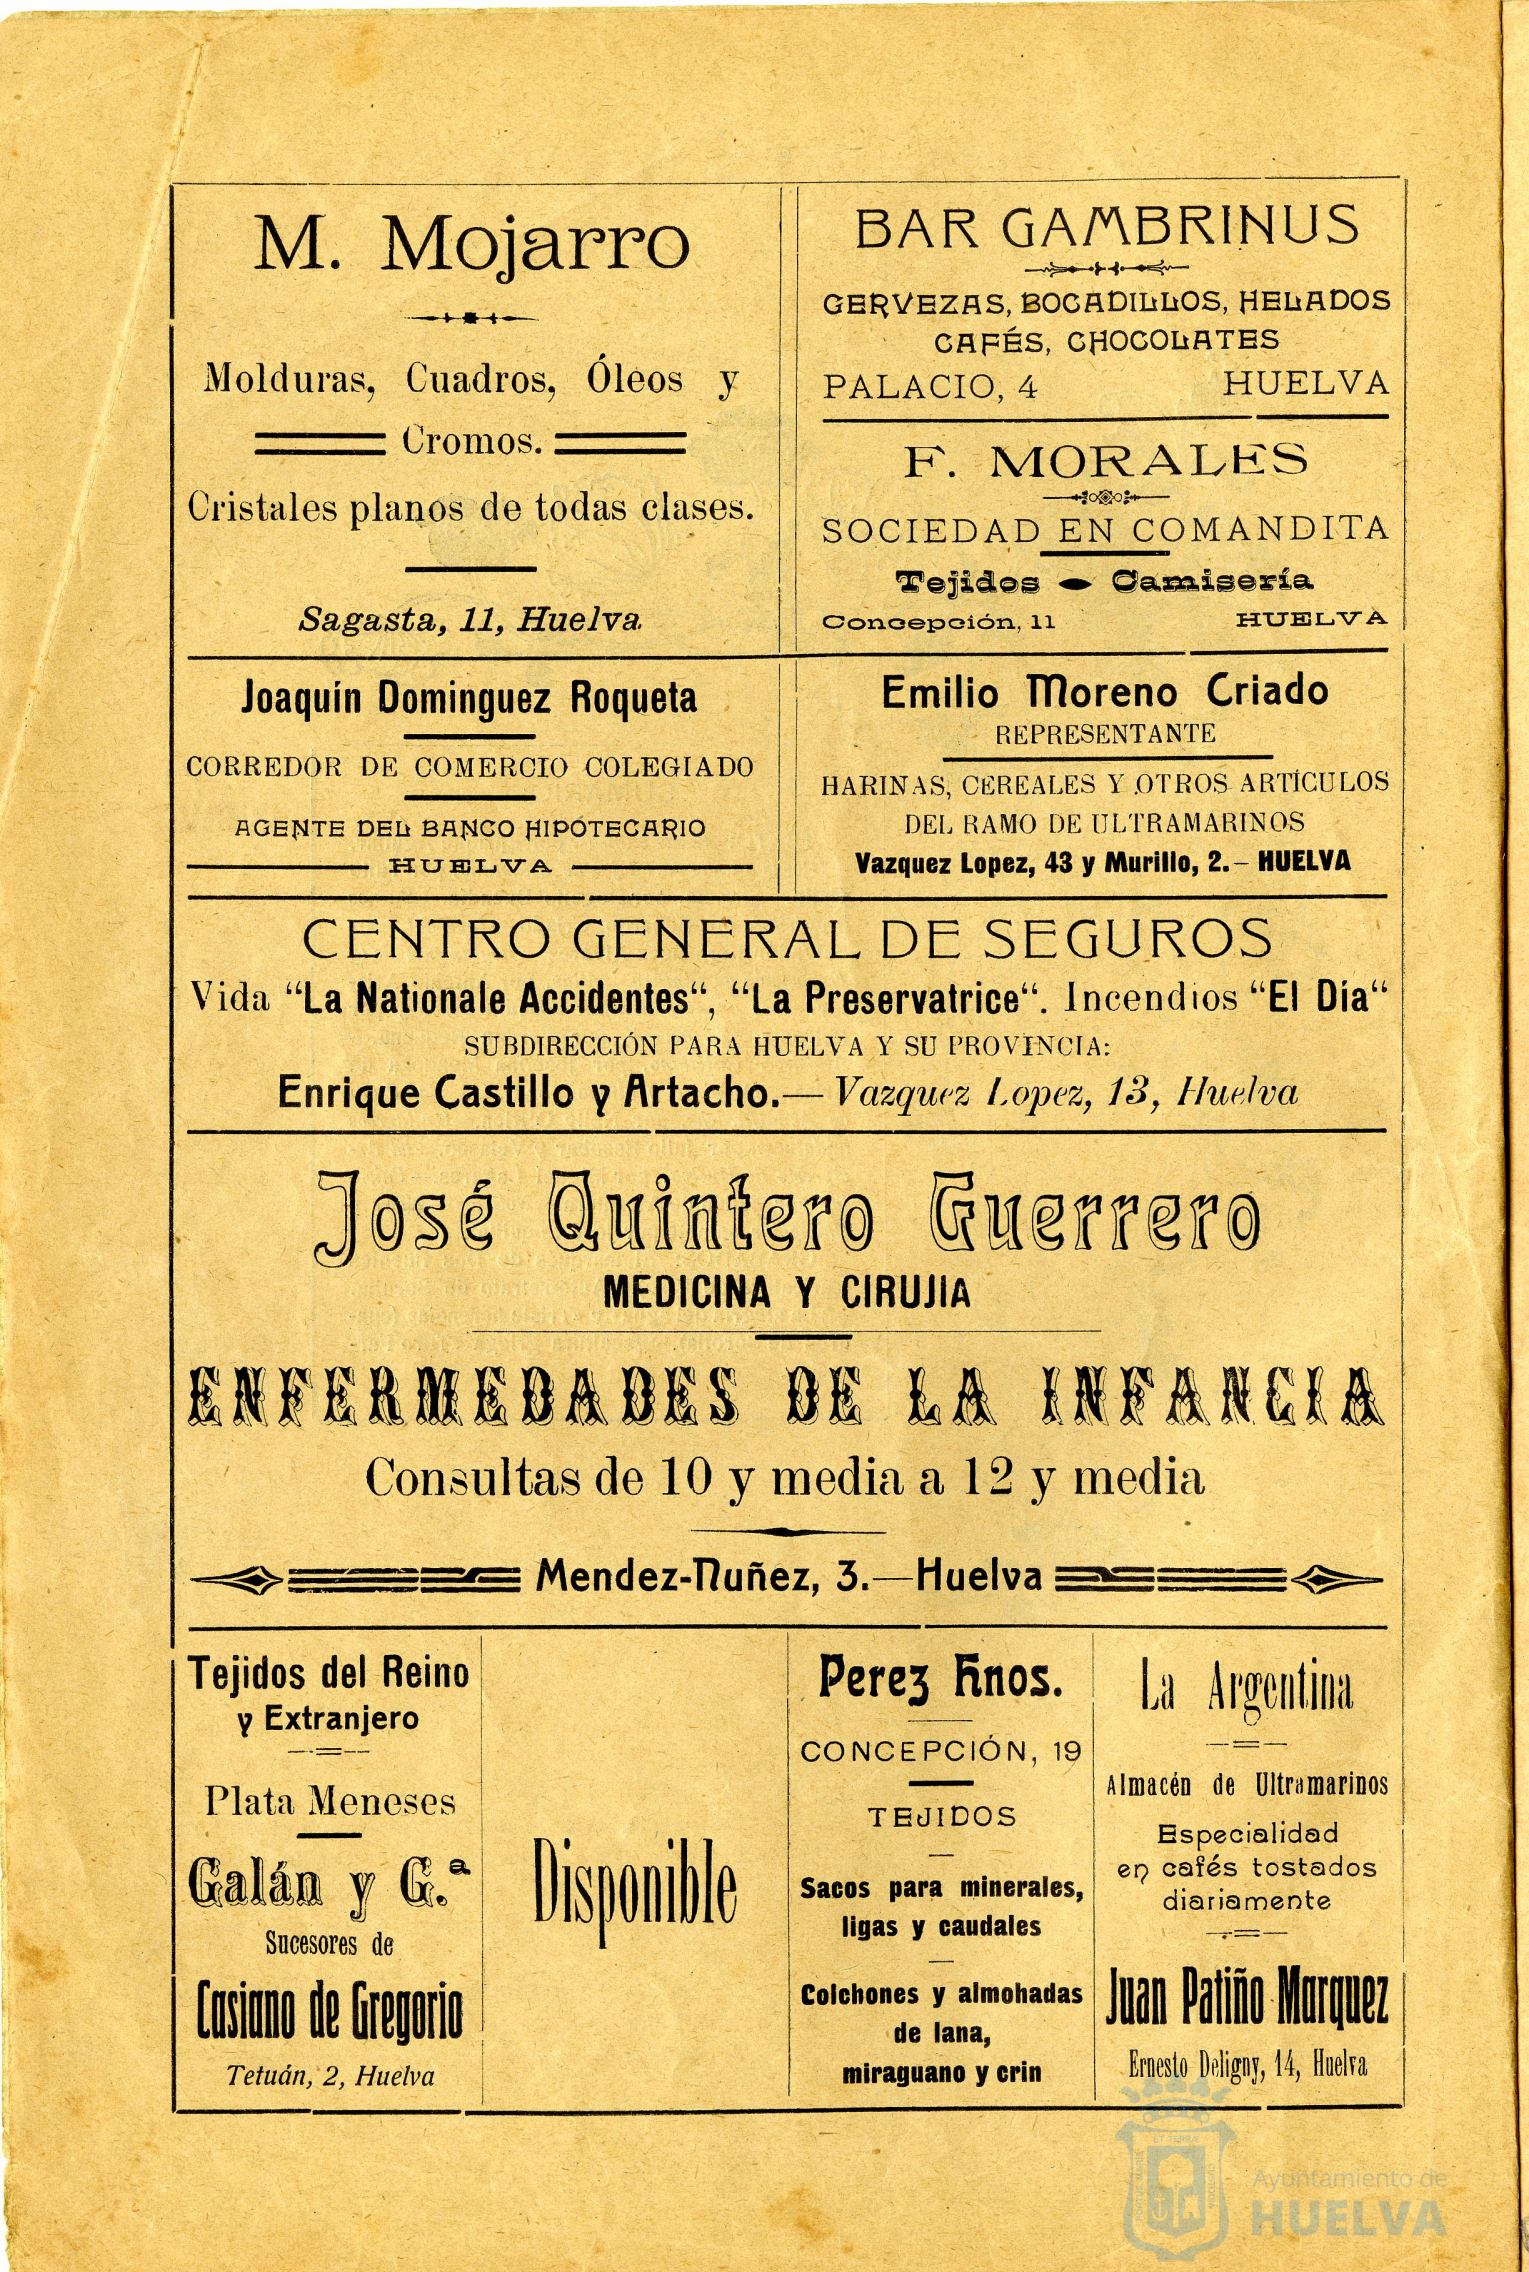 M. Mojarro
Molduras, Cuadros, Óleos y
Cromos.
Cristales planos de todas clases.
Sagasta, 11, Huelva.
BAR GAMBRINUS
CERVEZAS, BOCADILLOS, HELADOS
CAFÉS, CHOCOLATES
PALACIO, 4 HUELVA
F. MORALES
SOCIEDAD EN COMANDITA
Tejidos - Camisería
Concepción, 11 HUELVA
Joaquín Dominguez Roqueta
CORREDOR DE COMERCIO COLEGIADO
AGENTE DEL BANCO HIPOTECARIO
HUELVA
Emilio Moreno Criado
REPRESENTANTE
HARINAS, CEREALES Y OTROS ARTÍCULOS
DEL RAMO DE ULTRAMARINOS
Vazquez Lopez, 43 y Murillo, 2.– HUELVA
CENTRO GENERAL DE SEGUROS
Vida “La Nationale Accidentes“, “La Preservatrice“. Incendios “El Día“
SUBDIRECCIÓN PARA HUELVA Y SU PROVINCIA:
Enrique Castillo y Artacho.— Vazquez Lopez, 13, Huelva
José Quintero Guerrero
MEDICINA Y CIRUJIA
ENFERMEDADES DE LA INFANCIA
Consultas de 10 y media a 12 y media
Mendez-Nuñez, 3.—Huelva
Tejidos del Reino
y Extranjero
Plata Meneses
Galán y C.ª
Sucesores de
Casiano de Gregorio
Tetuán, 2, Huelva
Disponible
Perez Hnos.
CONCEPCIÓN, 19
TEJIDOS
Sacos para minerales,
ligas y caudales
Colchones y almohadas
de lana,
miraguano y crin
La Argentina
Almacén de Ultramarinos
Especialidad
en cafés tostados
diariamente
Juan Patiño Marquez
Ernesto Deligny, 14, Huelva
Ayuntamiento de
HUELVA